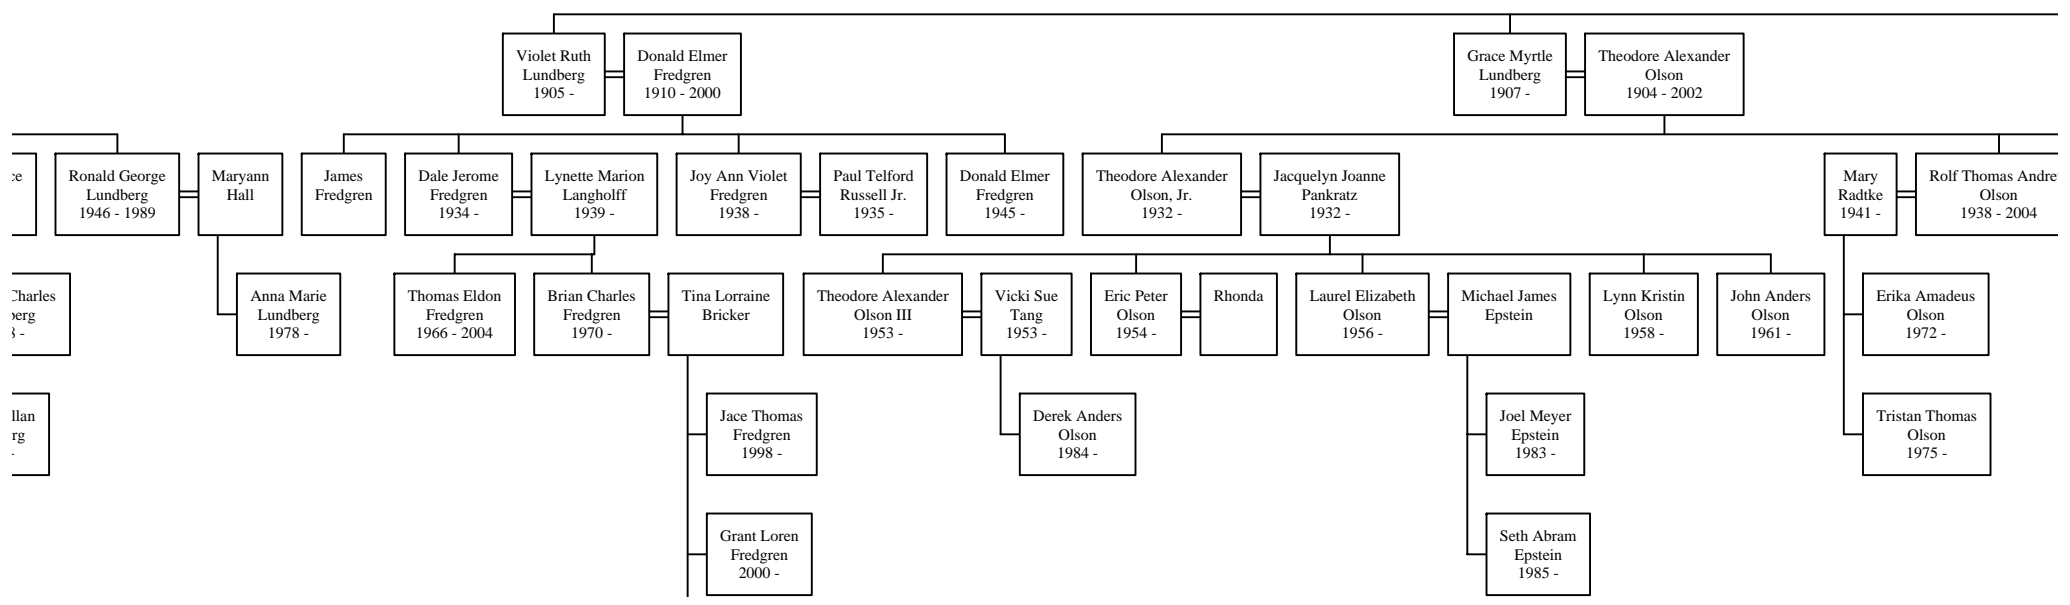 Violet Ruth
Lundberg
1905 -
Donald Elmer
Fredgren
1910 - 2000
Grace Myrtle
Lundberg
1907 -
Theodore Alexander
Olson
1904 - 2002
Ronald George
Lundberg
1946 - 1989
Maryann
Hall
James
Fredgren
Dale Jerome
Fredgren
1934 -
Lynette Marion
Langholff
1939 -
Joy Ann Violet
Fredgren
1938 -
Paul Telford
Russell Jr.
1935 -
Donald Elmer
Fredgren
1945 -
Theodore Alexander
Olson, Jr.
1932 -
Jacquelyn Joanne
Pankratz
1932 -
Mary
Radtke
1941 -
Rolf Thomas Andre
Olson
1938 - 2004
Charles
Anna Marie
Lundberg
1978 -
Thomas Eldon
Fredgren
1966 - 2004
Brian Charles
Fredgren
1970 -
Tina Lorraine
Bricker
Theodore Alexander
Olson III
1953 -
Vicki Sue
Tang
1953 -
Eric Peter
Olson
1954 -
Rhonda
Laurel Elizabeth
Olson
1956 -
Michael James
Epstein
Lynn Kristin
Olson
1958 -
John Anders
Olson
1961 -
Erika Amadeus
Olson
1972 -
Jace Thomas
Fredgren
1998 -
Derek Anders
Olson
1984 -
Joel Meyer
Epstein
1983 -
Tristan Thomas
Olson
1975 -
Grant Loren
Fredgren
2000 -
Seth Abram
Epstein
1985 -